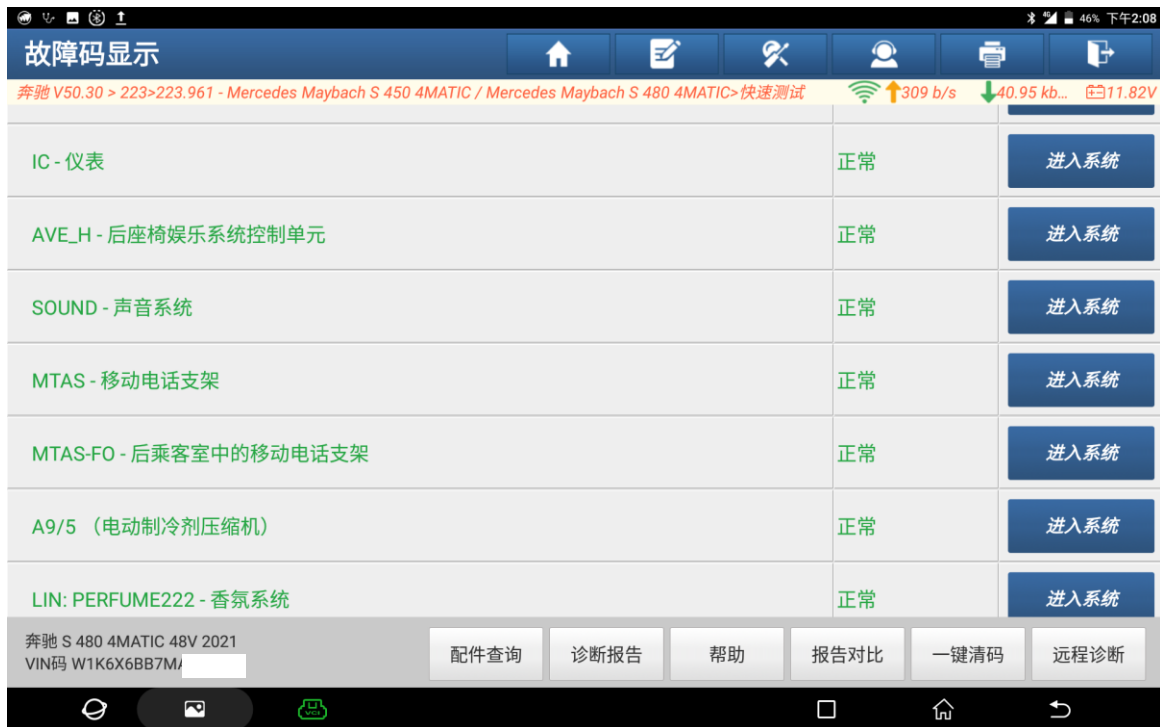 46% 下午2:08
故障码显示
奔驰 V50.30 > 223>223.961 - Mercedes Maybach S 450 4MATIC / Mercedes Maybach S 480 4MATIC>快速测试 309 b/s 40.95 kb... 11.82V
IC - 仪表 正常 进入系统
AVE_H - 后座椅娱乐系统控制单元 正常 进入系统
SOUND - 声音系统 正常 进入系统
MTAS - 移动电话支架 正常 进入系统
MTAS-FO - 后乘客室中的移动电话支架 正常 进入系统
A9/5 （电动制冷剂压缩机） 正常 进入系统
LIN: PERFUME222 - 香氛系统 正常 进入系统
奔驰 S 480 4MATIC 48V 2021
VIN码 W1K6X6BB7MA
配件查询 诊断报告 帮助 报告对比 一键清码 远程诊断
VCI